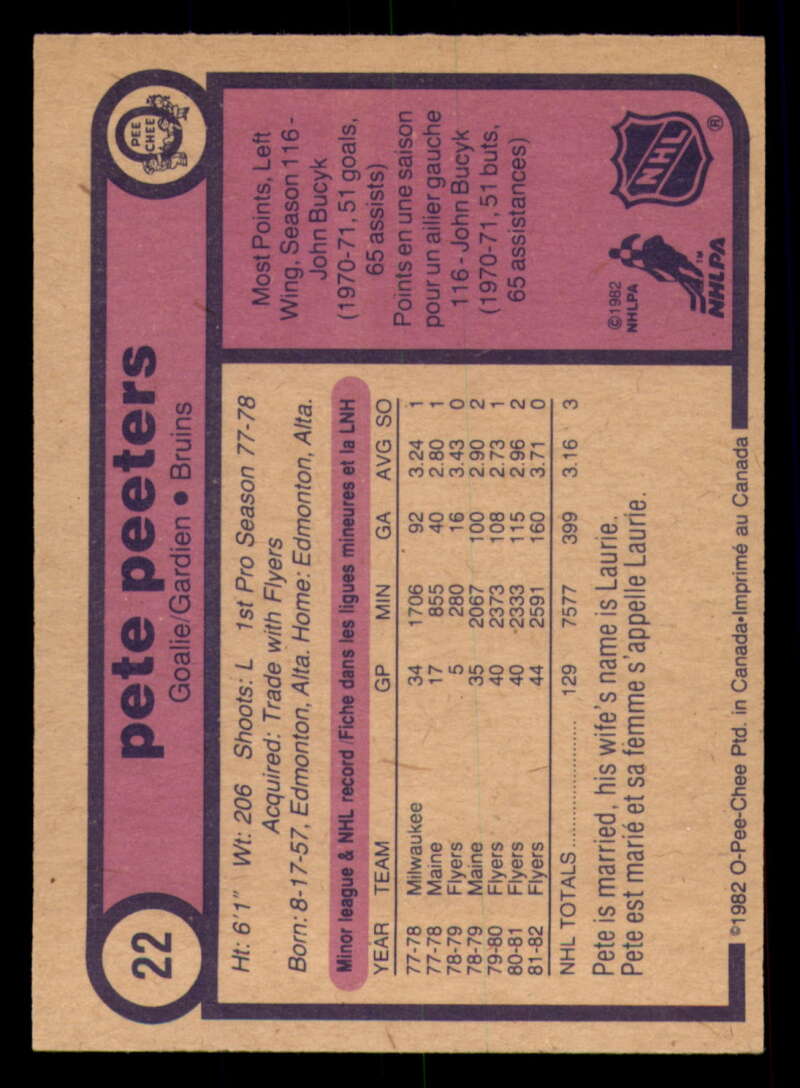 22
pete peeters
Goalie/Gardien • Bruins
PEE
CHEE
Ht: 6'1" Wt: 206 Shoots: L 1st Pro Season 77-78
Acquired: Trade with Flyers
Born: 8-17-57, Edmonton, Alta. Home: Edmonton, Alta.
Minor league & NHL record/Fiche dans les ligues mineures et la LNH
YEAR TEAM GP MIN GA AVG SO
77-78 Milwaukee 34 1706 92 3.24 1
77-78 Maine 17 855 40 2.80 1
78-79 Flyers 5 280 16 3.43 0
78-79 Maine 35 2067 100 2.90 2
79-80 Flyers 40 2373 108 2.73 1
80-81 Flyers 40 2333 115 2.96 2
81-82 Flyers 44 2591 160 3.71 0
NHL TOTALS .................... 129 7577 399 3.16 3
Pete is married, his wife's name is Laurie.
Pete est marié et sa fémme s'appelle Laurie.
Most Points, Left
Wing, Season 116 -
John Bucyk
(1970-71, 51 goals,
65 assists)
Points en une saison
pour un ailier gauche
116 - John Bucyk
(1970-71, 51 buts,
65 assistances)
©1982
NHLPA
NHLPA™
NHL ®
©1982 O-Pee-Chee Ptd. in Canada•Imprimé au Canada